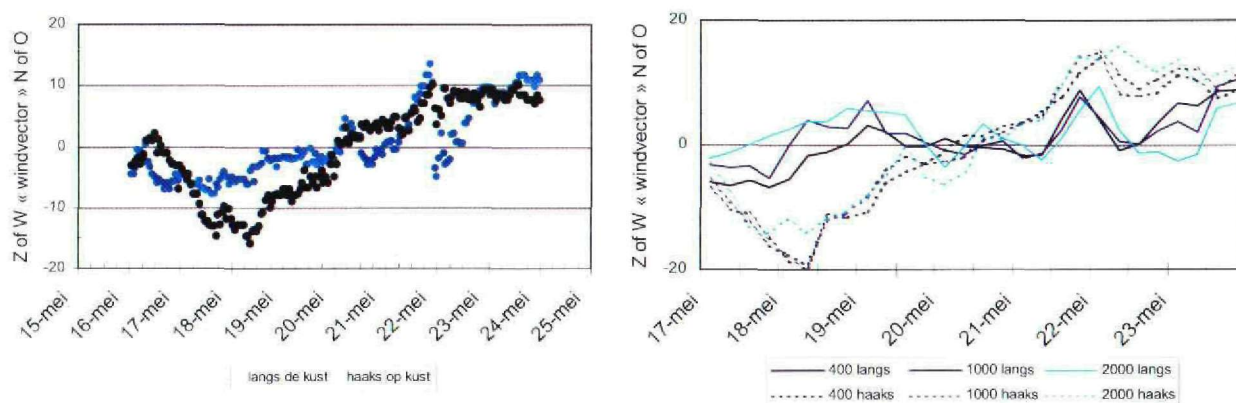 Z of W « windvector » N of O
20
10
0
-10
-20
15-mei
16-mei
17-mei
18-mei
19-mei
20-mei
21-mei
22-mei
23-mei
24-mei
25-mei
langs de kust haaks op kust
Z of W « windvector » N of O
20
10
0
-10
-20
17-mei
18-mei
19-mei
20-mei
21-mei
22-mei
23-mei
400 langs 1000 langs 2000 langs
400 haaks 1000 haaks 2000 haaks